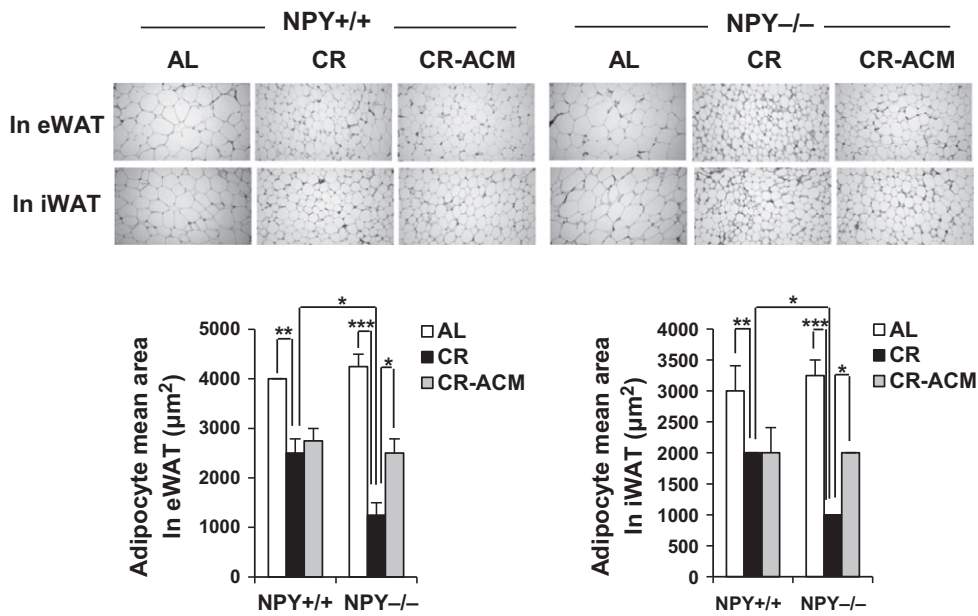 NPY+/+ NPY–/–
AL CR CR-ACM AL CR CR-ACM
In eWAT
In iWAT
Adipocyte mean area
In eWAT (µm²)
5000
4000
3000
2000
1000
0
*
** *** *
AL
CR
CR-ACM
NPY+/+ NPY–/–
Adipocyte mean area
In iWAT (µm²)
4000
3500
3000
2500
2000
1500
1000
500
0
*
** *** *
AL
CR
CR-ACM
NPY+/+ NPY–/–